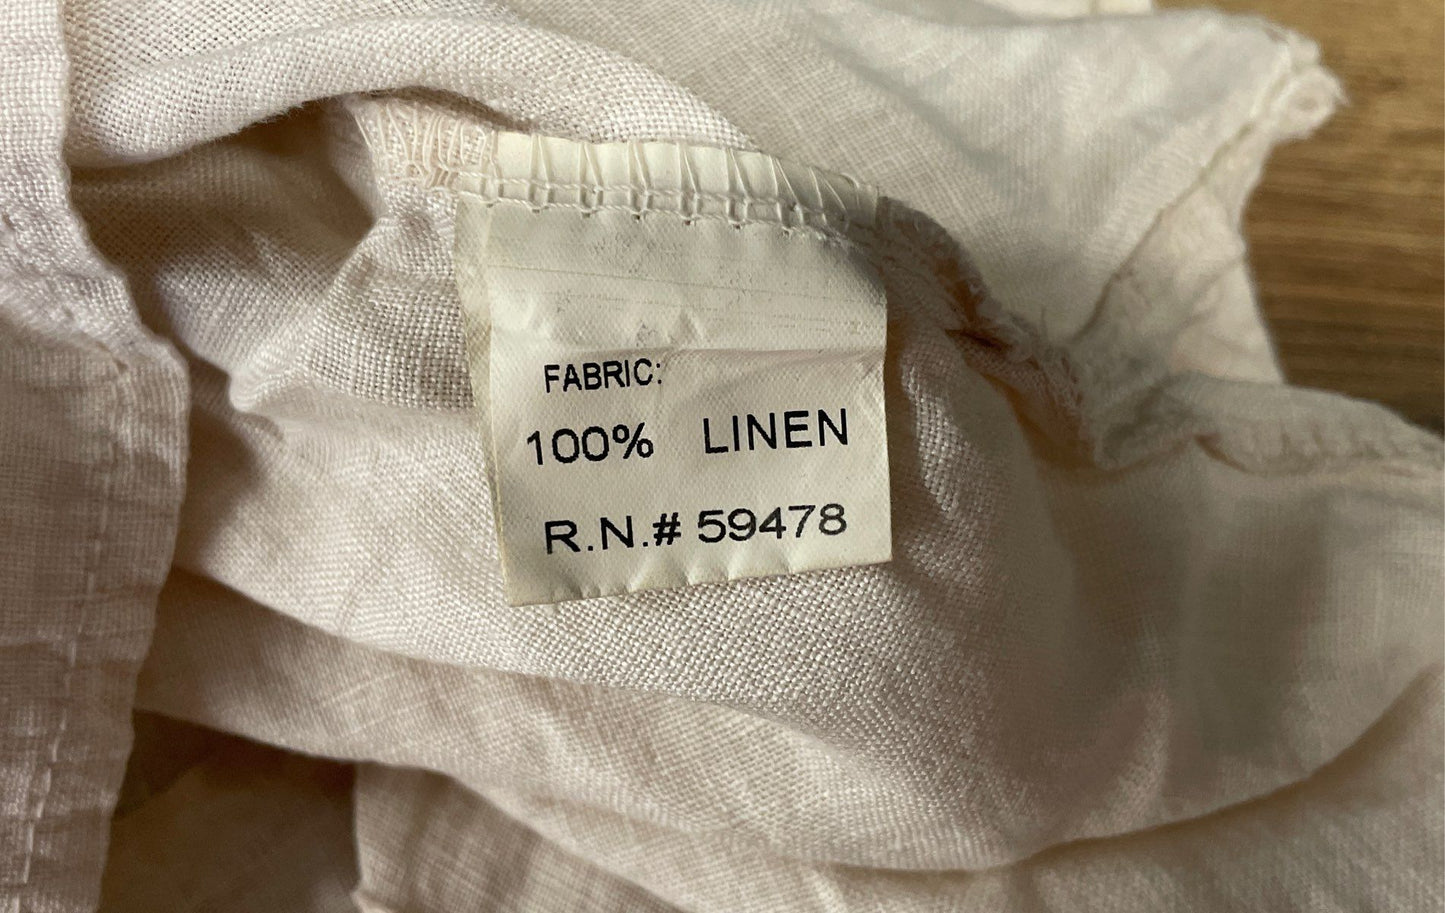 FABRIC:
100% LINEN
R.N.# 59478